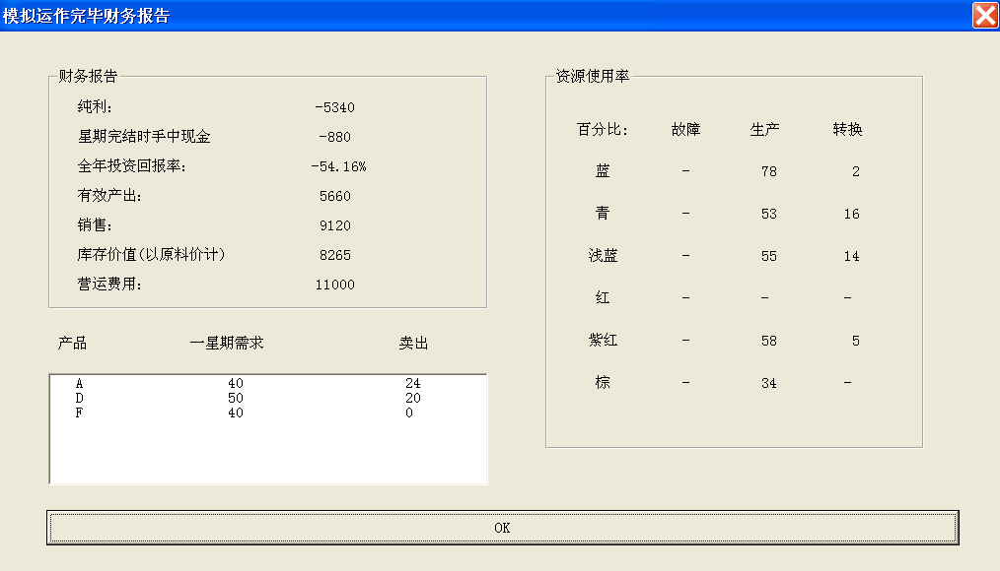 模拟运作完毕财务报告
财务报告
纯利: -5340
星期完结时手中现金 -880
全年投资回报率: -54.16%
有效产出: 5660
销售: 9120
库存价值(以原料价计) 8265
营运费用: 11000
产品 一星期需求 卖出
A 40 24
D 50 20
F 40 0
资源使用率
百分比: 故障 生产 转换
蓝 - 78 2
青 - 53 16
浅蓝 - 55 14
红 - - -
紫红 - 58 5
棕 - 34 -
OK